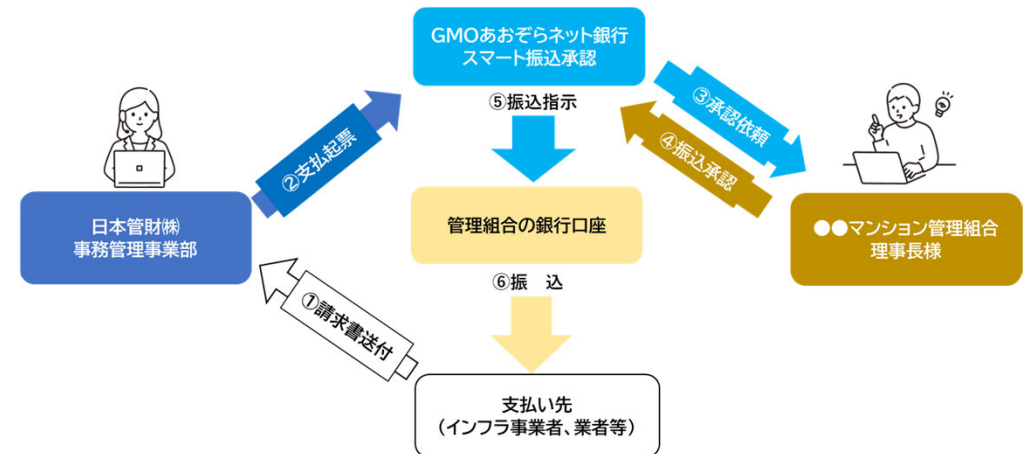 GMOあおぞらネット銀行
スマート振込承認
⑤振込指示
③承認依頼
④振込承認
②支払起票
日本管財㈱
事務管理事業部
管理組合の銀行口座
●●マンション管理組合
理事長様
⑥振　込
①請求書送付
支払い先
（インフラ事業者、業者等）